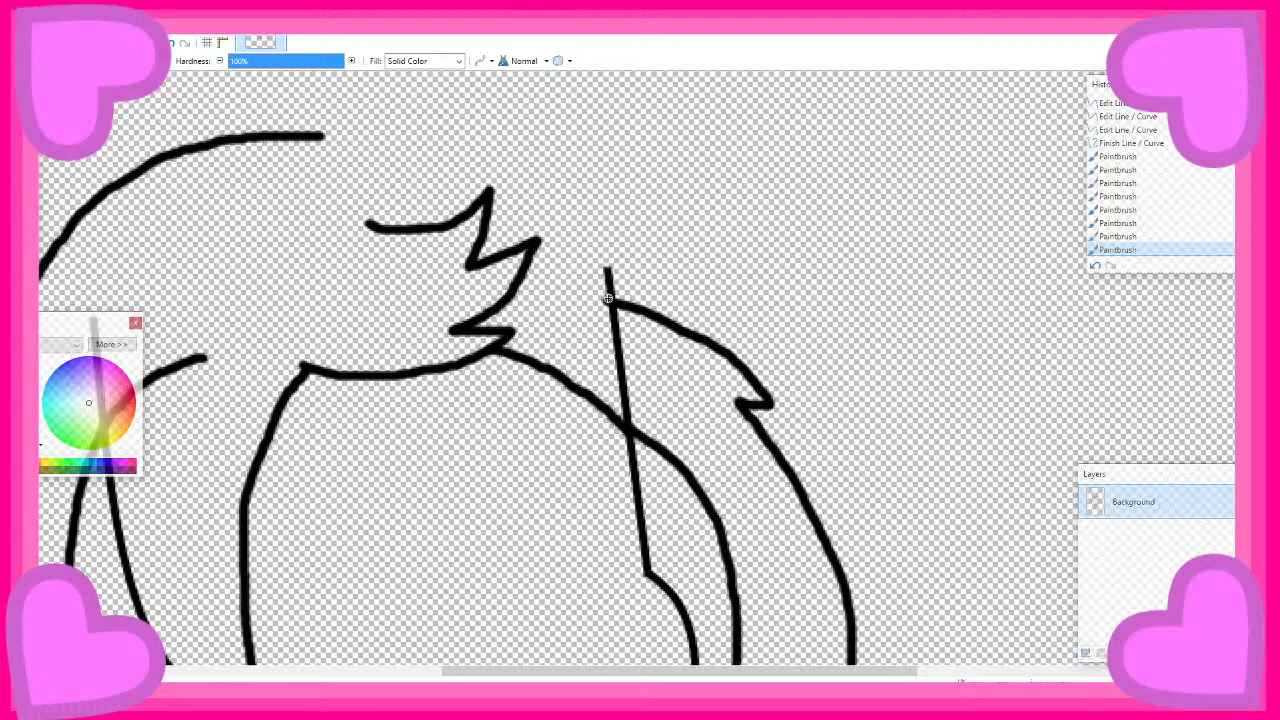 Hardness: 100% Fill: Solid Color Normal
Edit Line / Curve
Edit Line / Curve
Finish Line / Curve
Paintbrush
Paintbrush
Paintbrush
Paintbrush
Paintbrush
Paintbrush
Paintbrush
Paintbrush
More >>
Layers
Background